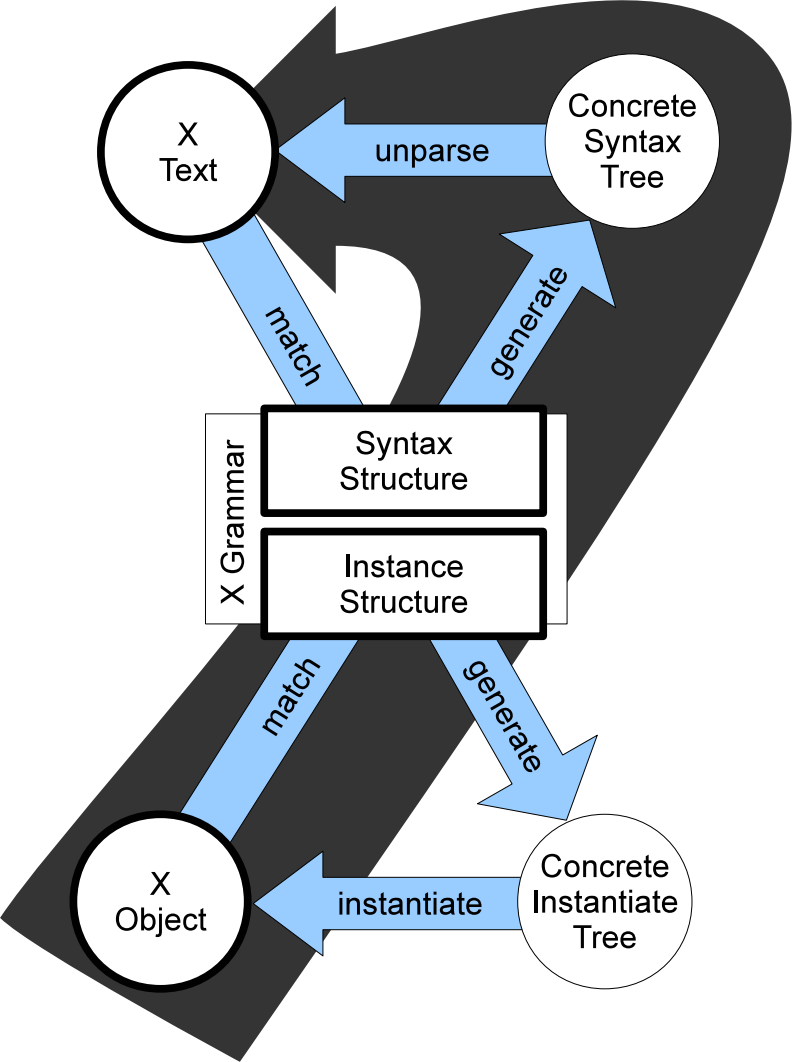 X
Text
unparse
Concrete
Syntax
Tree
match
generate
X Grammar
Syntax
Structure
Instance
Structure
match
generate
X
Object
instantiate
Concrete
Instantiate
Tree